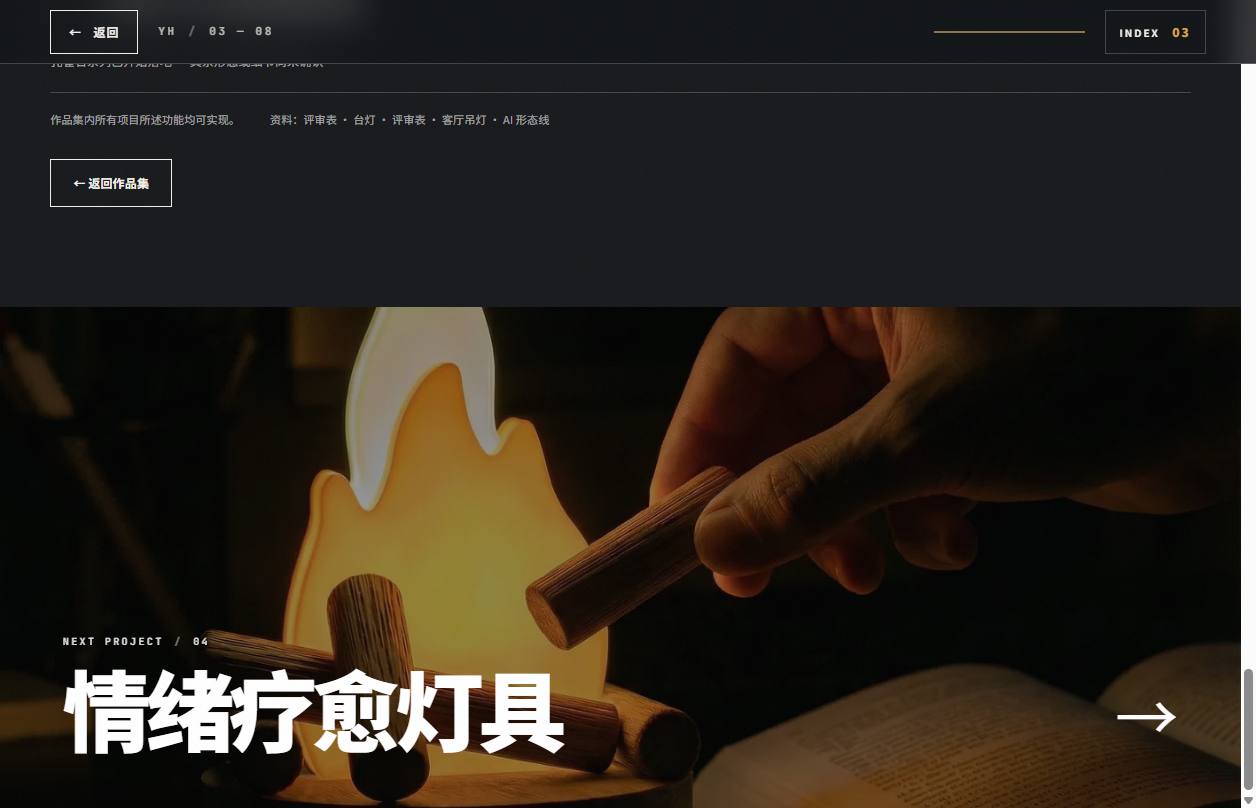 ← 返回
YH / 03 — 08
INDEX 03
作品集内所有项目所述功能均可实现。
资料：评审表 · 台灯 · 评审表 · 客厅吊灯 · AI 形态线
← 返回作品集
NEXT PROJECT / 04
情绪疗愈灯具
→